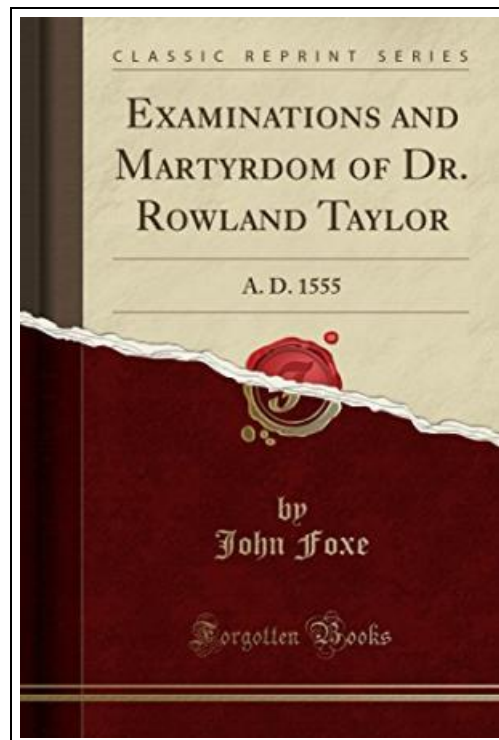 CLASSIC REPRINT SERIES
EXAMINATIONS AND
MARTYRDOM OF DR.
ROWLAND TAYLOR
A. D. 1555
by
John Foxe
Forgotten Books